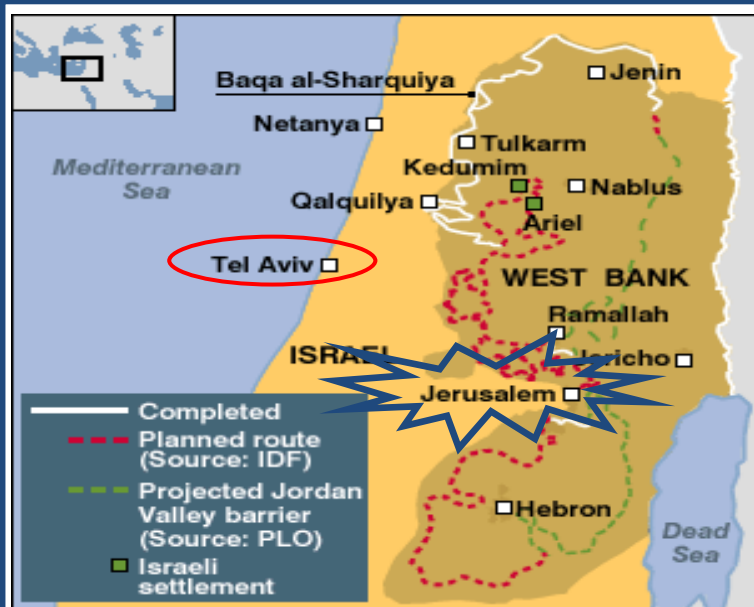 Baqa al-Sharquiya
Jenin
Netanya
Tulkarm
Mediterranean
Sea
Kedumim
Nablus
Qalquilya
Ariel
Tel Aviv
WEST BANK
Ramallah
ISRAEL
Jericho
Jerusalem
Completed
Planned route
(Source: IDF)
Projected Jordan
Valley barrier
(Source: PLO)
Israeli
settlement
Hebron
Dead
Sea